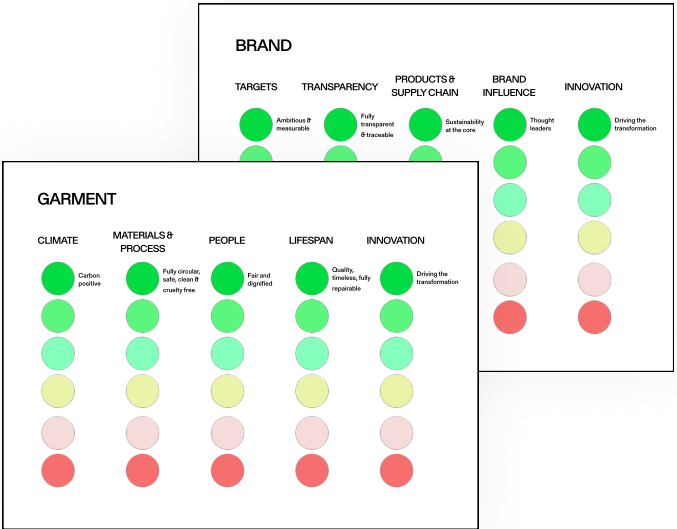 BRAND
TARGETS
TRANSPARENCY
PRODUCTS &
SUPPLY CHAIN
BRAND
INFLUENCE
INNOVATION
Ambitious &
measurable
Fully
transparent
& traceable
Sustainability
at the core
Thought
leaders
Driving the
transformation
GARMENT
CLIMATE
MATERIALS &
PROCESS
PEOPLE
LIFESPAN
INNOVATION
Carbon
positive
Fully circular,
safe, clean &
cruelty free
Fair and
dignified
Quality,
timeless, fully
repairable
Driving the
transformation